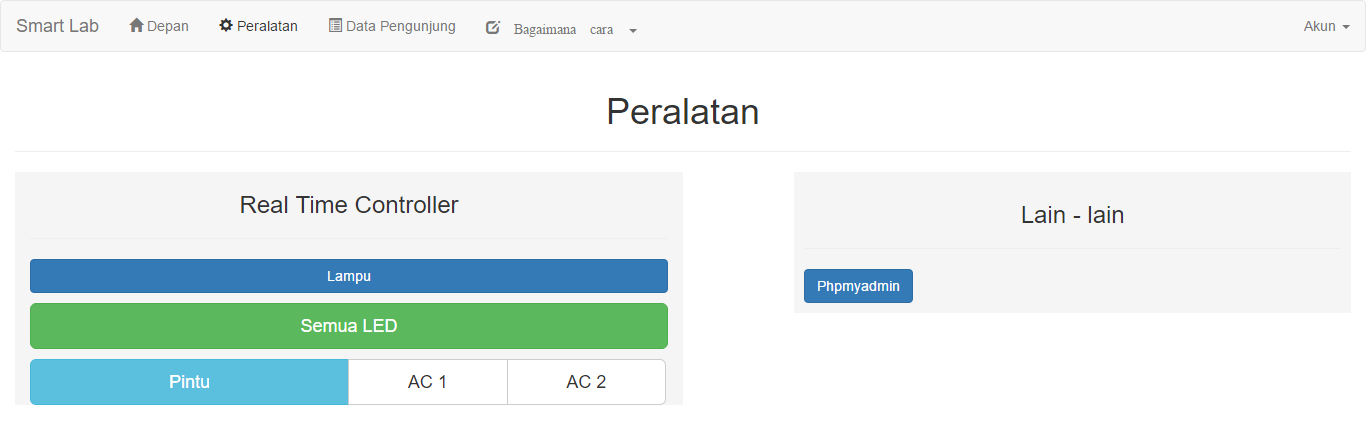 Smart Lab Depan Peralatan Data Pengunjung Bagaimana cara Akun
Peralatan
Real Time Controller
Lampu
Semua LED
Pintu AC 1 AC 2
Lain - lain
Phpmyadmin